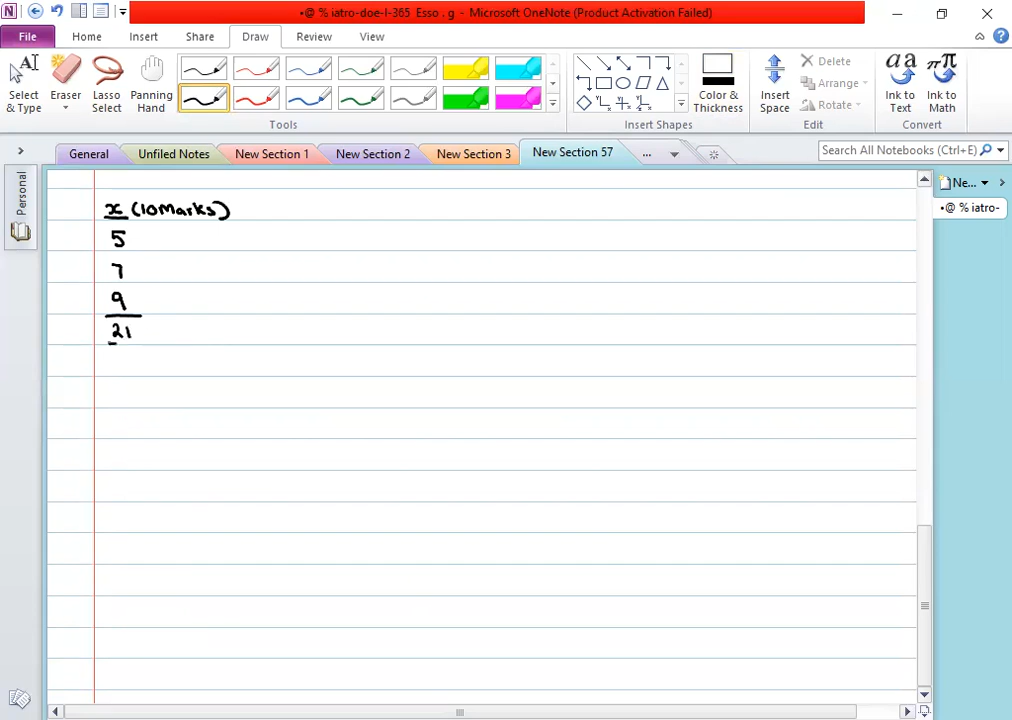 •@ % iatro-doe-I-365 Esso . g - Microsoft OneNote (Product Activation Failed)
File Home Insert Share Draw Review View
Select & Type
Eraser
Lasso Select
Panning Hand
Color & Thickness
Insert Space
Delete
Arrange
Rotate
Ink to Text
Ink to Math
Tools Insert Shapes Edit Convert
General Unfiled Notes New Section 1 New Section 2 New Section 3 New Section 57 ... Search All Notebooks (Ctrl+E)
Personal
Ne...
•@ % iatro-
x (10Marks)
5
7
9
21